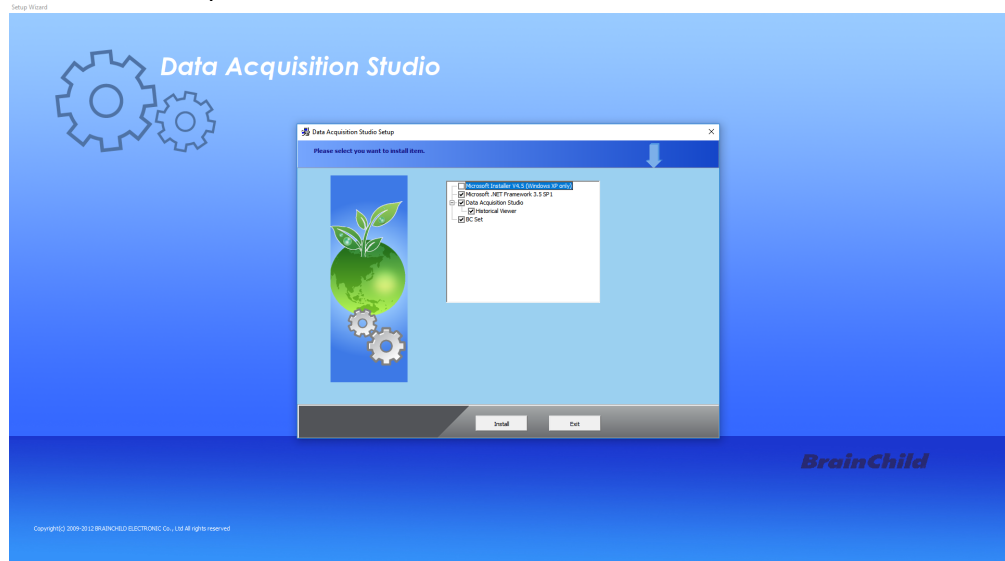 Setup Wizard
Data Acquisition Studio
Data Acquisition Studio Setup
Please select you want to install item.
Microsoft Installer V4.5 (Windows XP only)
Microsoft .NET Framework 3.5 SP1
Data Acquisition Studio
Historical Viewer
BC Set
Install
Exit
BrainChild
Copyright(c) 2009-2012 BRAINCHILD ELECTRONIC Co., Ltd All rights reserved